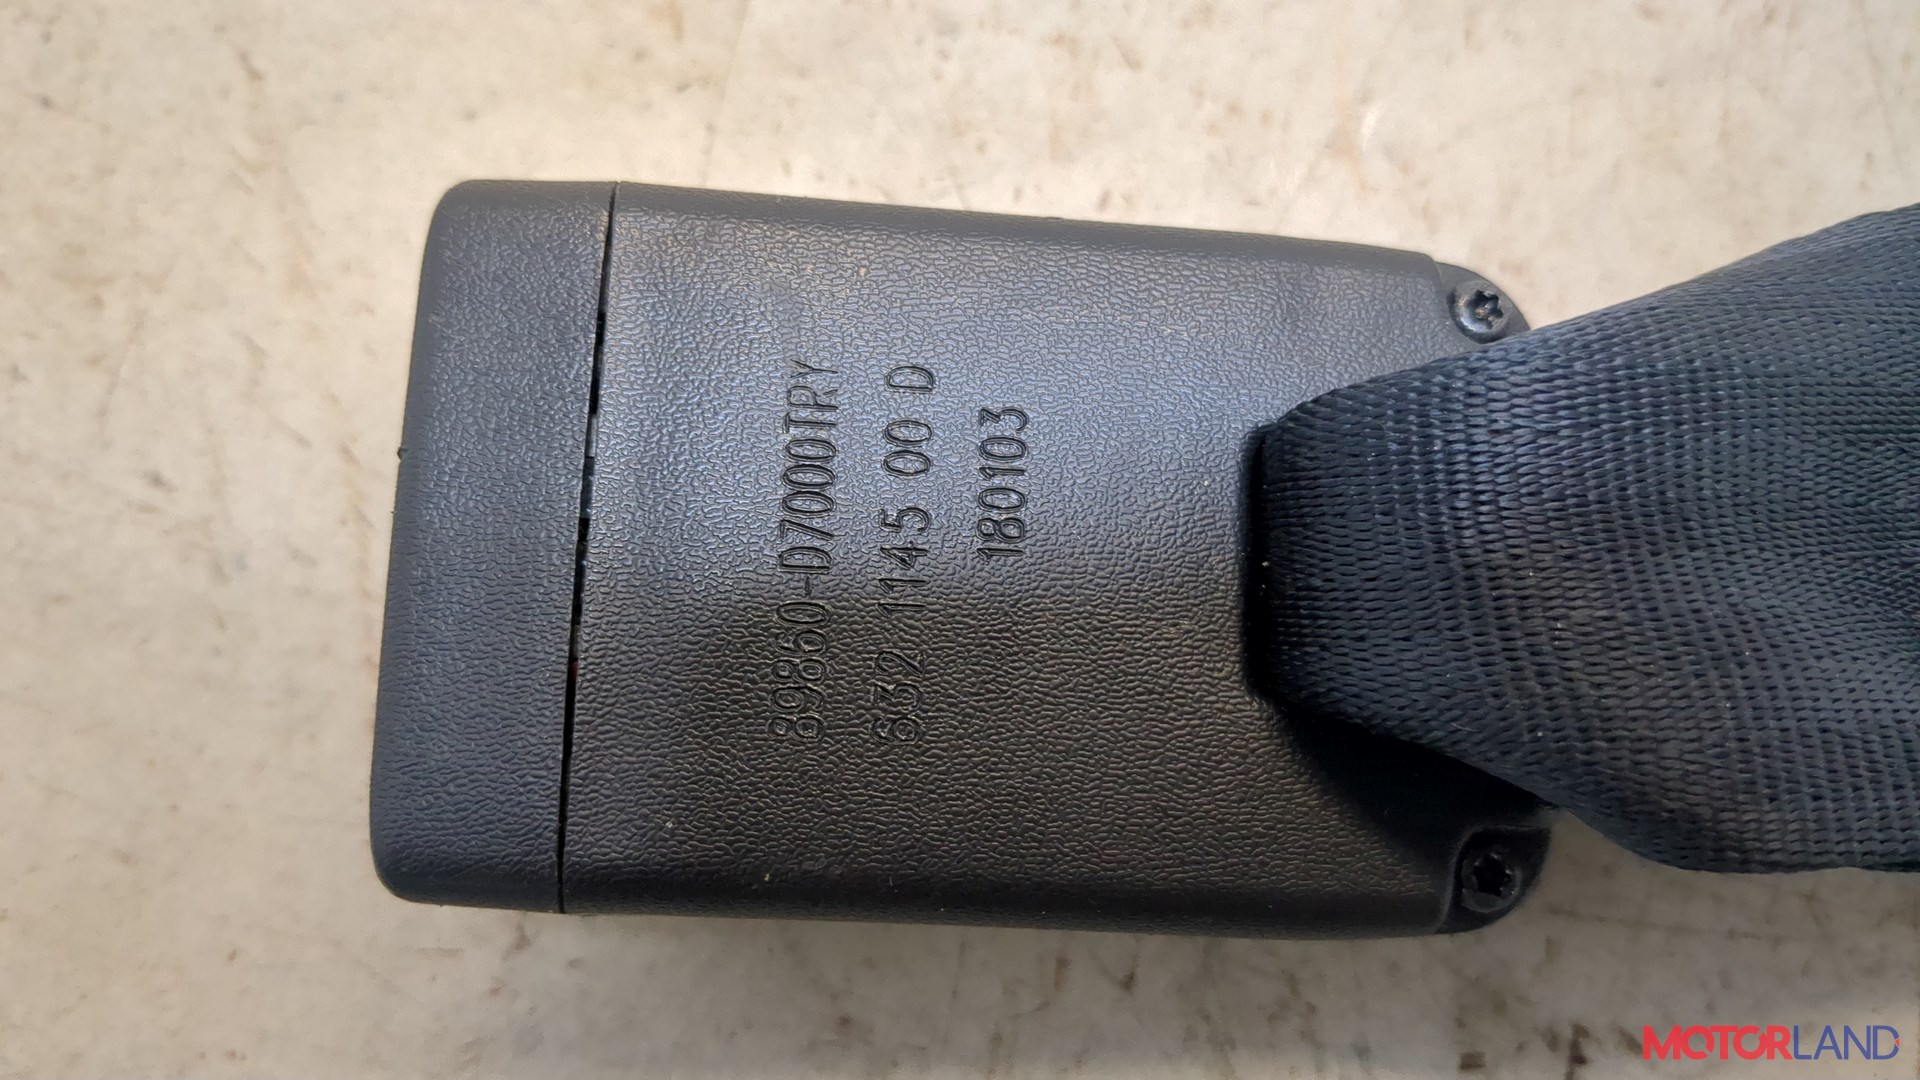 89860-D7000TRY
632 1145 00 D
180103
MOTORLAND